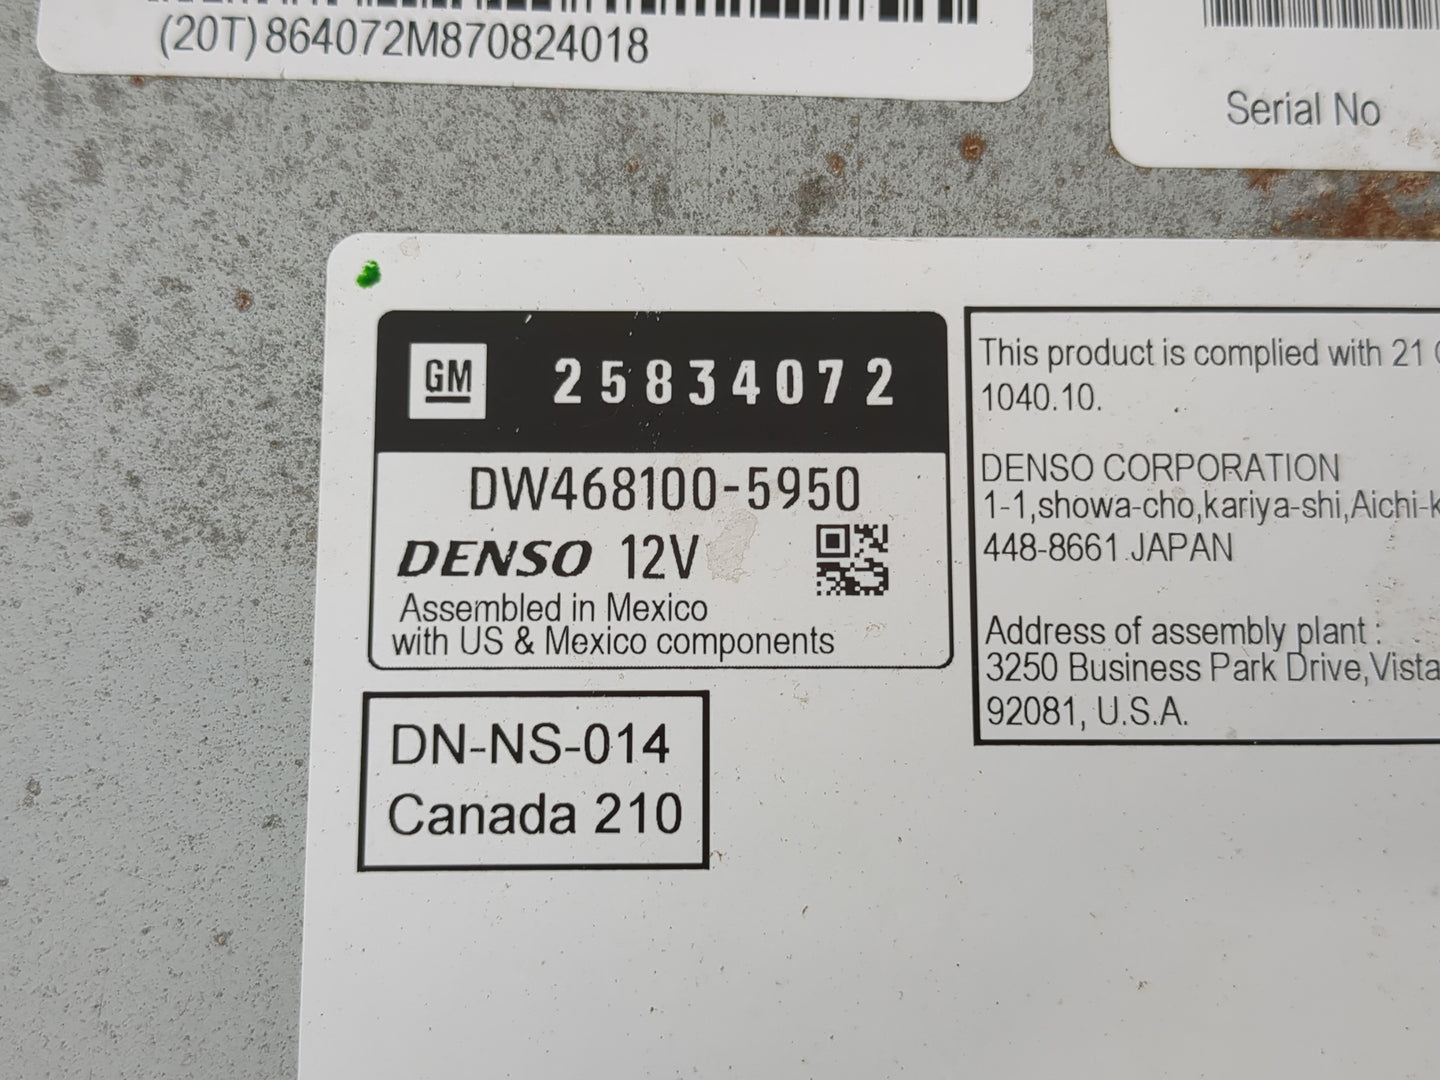 (20T)864072M870824018
Serial No
GM 25834072
DW468100-5950
DENSO 12V
Assembled in Mexico
with US & Mexico components
DN-NS-014
Canada 210
This product is complied with 21
1040.10.
DENSO CORPORATION
1-1,showa-cho,kariya-shi,Aichi-k
448-8661 JAPAN
Address of assembly plant :
3250 Business Park Drive,Vista
92081, U.S.A.